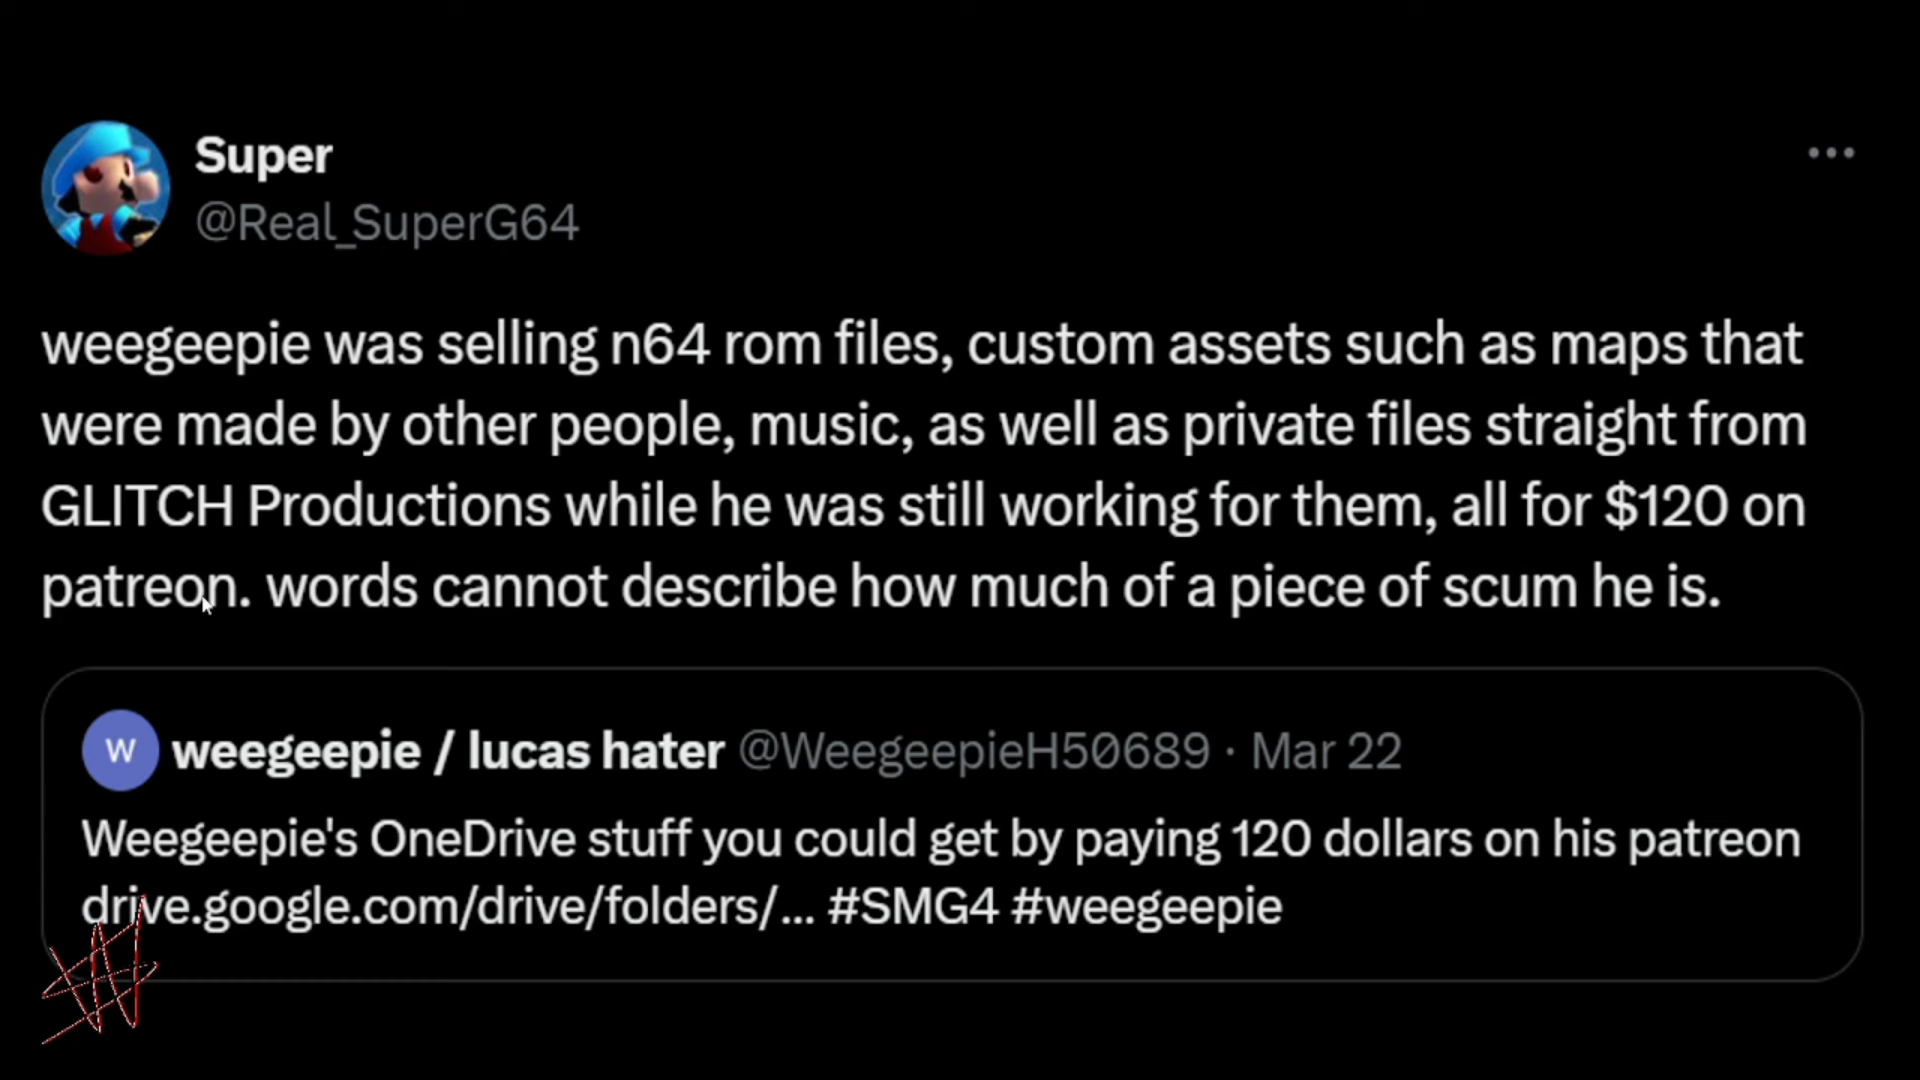 Super
@Real_SuperG64
weegeepie was selling n64 rom files, custom assets such as maps that
were made by other people, music, as well as private files straight from
GLITCH Productions while he was still working for them, all for $120 on
patreon. words cannot describe how much of a piece of scum he is.
W weegeepie / lucas hater @WeegeepieH50689 · Mar 22
Weegeepie's OneDrive stuff you could get by paying 120 dollars on his patreon
drive.google.com/drive/folders/... #SMG4 #weegeepie